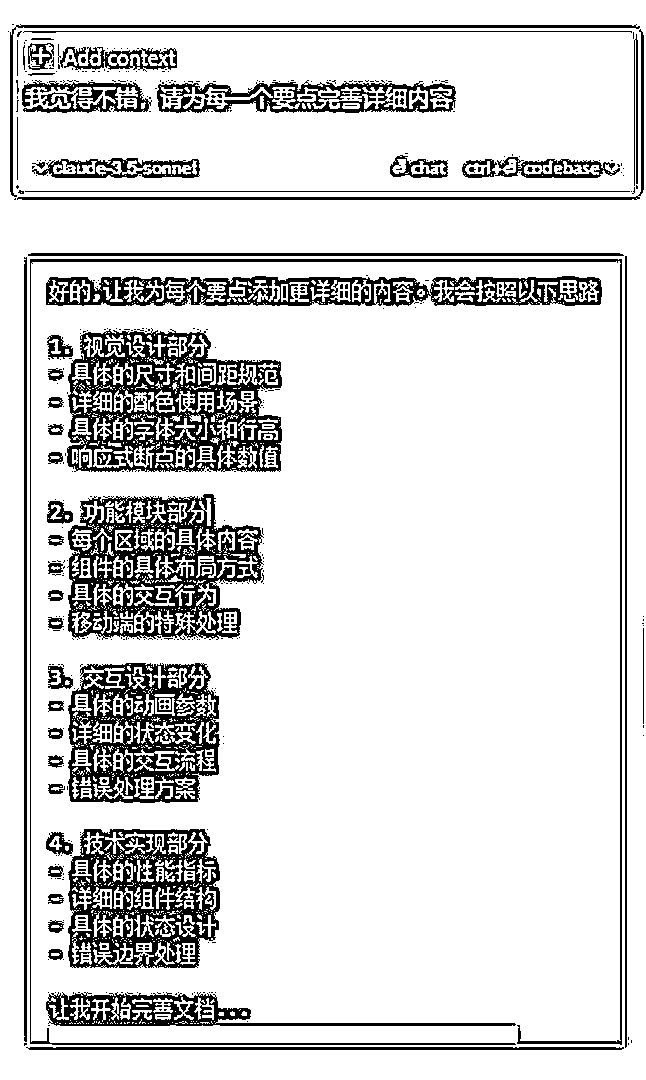 Add context
我觉得不错，请为每一个要点完善详细内容
claude-3.5-sonnet
chat ctrl+⏎ codebase
好的,让我为每个要点添加更详细的内容。我会按照以下思路
1. 视觉设计部分
- 具体的尺寸和间距规范
- 详细的配色使用场景
- 具体的字体大小和行高
- 响应式断点的具体数值
2. 功能模块部分
- 每个区域的具体内容
- 组件的具体布局方式
- 具体的交互行为
- 移动端的特殊处理
3. 交互设计部分
- 具体的动画参数
- 详细的状态变化
- 具体的交互流程
- 错误处理方案
4. 技术实现部分
- 具体的性能指标
- 详细的组件结构
- 具体的状态设计
- 错误边界处理
让我开始完善文档...